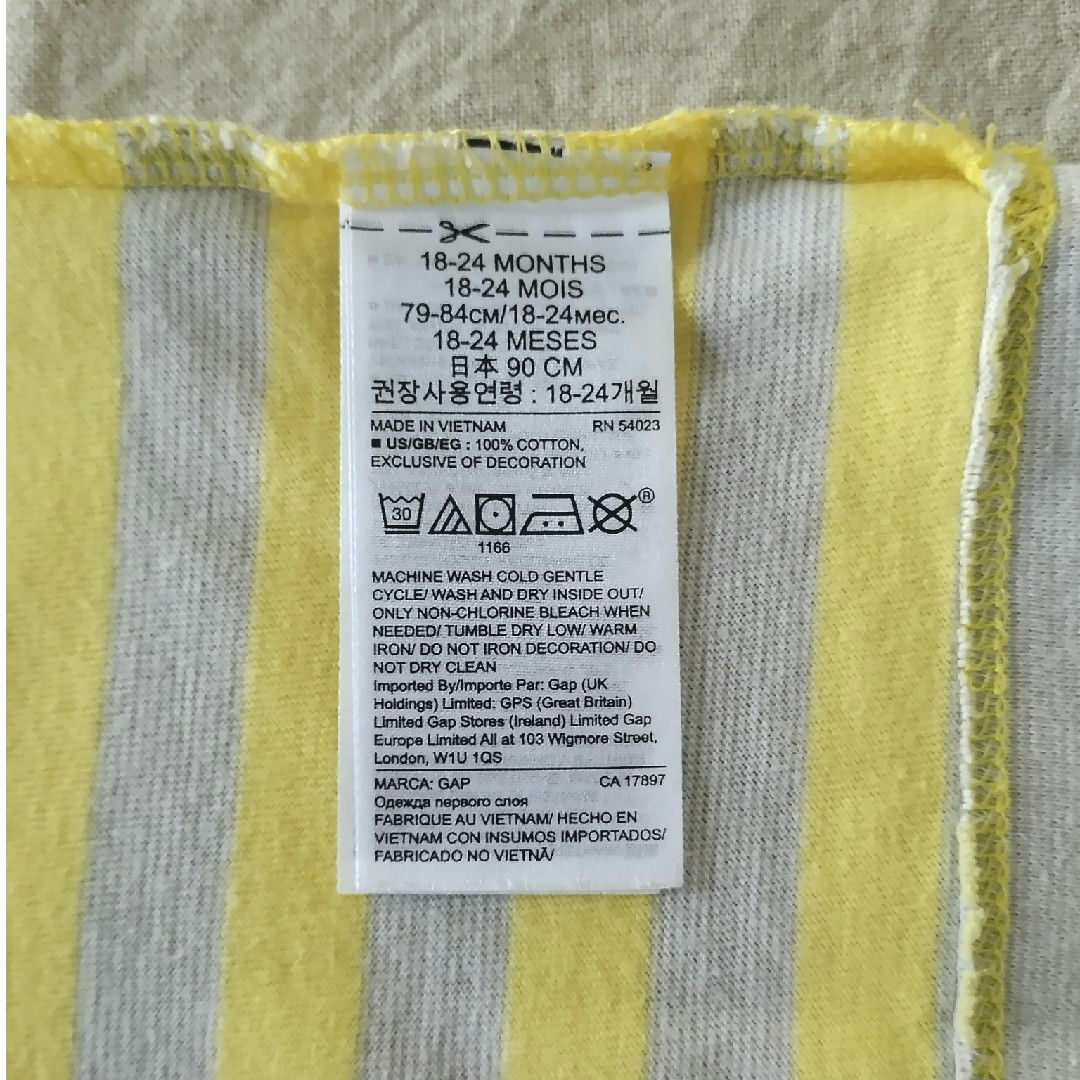 18-24 MONTHS
18-24 MOIS
79-84см/18-24мес.
18-24 MESES
日本 90 CM
권장사용연령 : 18-24개월
MADE IN VIETNAM RN 54023
■ US/GB/EG : 100% COTTON,
EXCLUSIVE OF DECORATION
30
®
1166
MACHINE WASH COLD GENTLE
CYCLE/ WASH AND DRY INSIDE OUT/
ONLY NON-CHLORINE BLEACH WHEN
NEEDED/ TUMBLE DRY LOW/ WARM
IRON/ DO NOT IRON DECORATION/ DO
NOT DRY CLEAN
Imported By/Importe Par: Gap (UK
Holdings) Limited: GPS (Great Britain)
Limited Gap Stores (Ireland) Limited Gap
Europe Limited All at 103 Wigmore Street,
London, W1U 1QS
MARCA: GAP CA 17897
Одежда первого слоя
FABRIQUE AU VIETNAM/ HECHO EN
VIETNAM CON INSUMOS IMPORTADOS/
FABRICADO NO VIETNÃ/